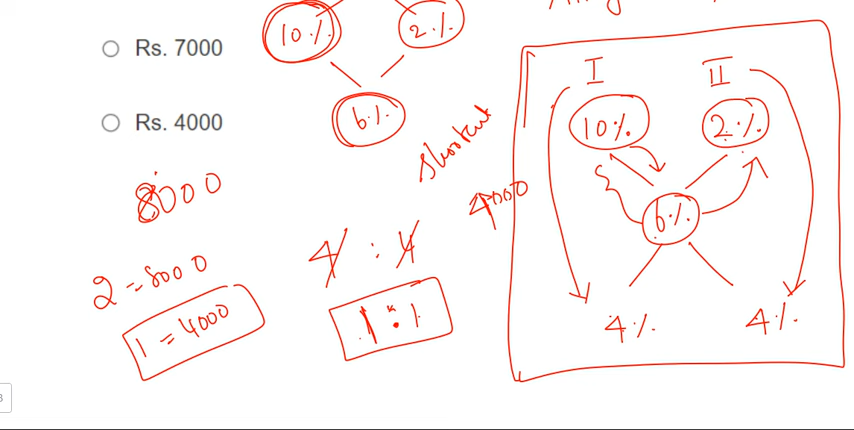 Rs. 7000
10%
2%
6%
Rs. 4000
8000
2 = 8000
1 = 4000
Shortcut
4 : 4
4000
1 : 1
I II
10% 2%
6%
4% 4%